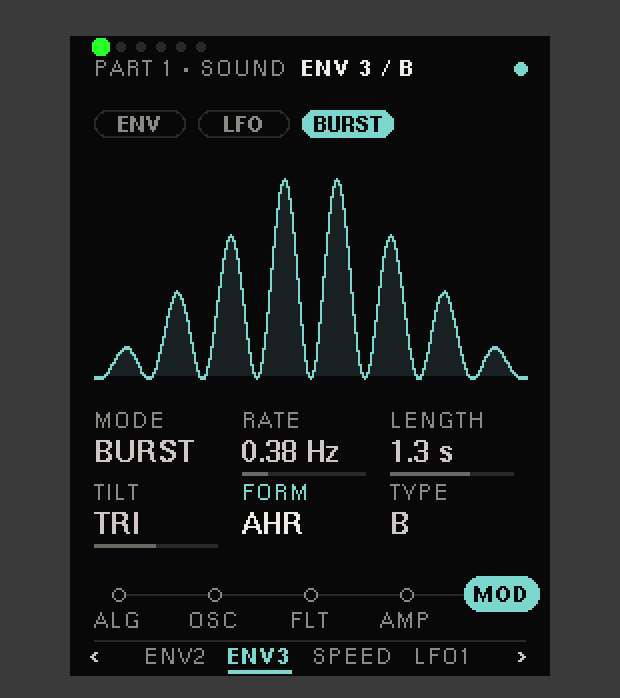 PART 1 • SOUND ENV 3 / B
ENV LFO BURST
MODE RATE LENGTH
BURST 0.38 Hz 1.3 s
TILT FORM TYPE
TRI AHR B
MOD
ALG OSC FLT AMP
< ENV2 ENV3 SPEED LFO1 >